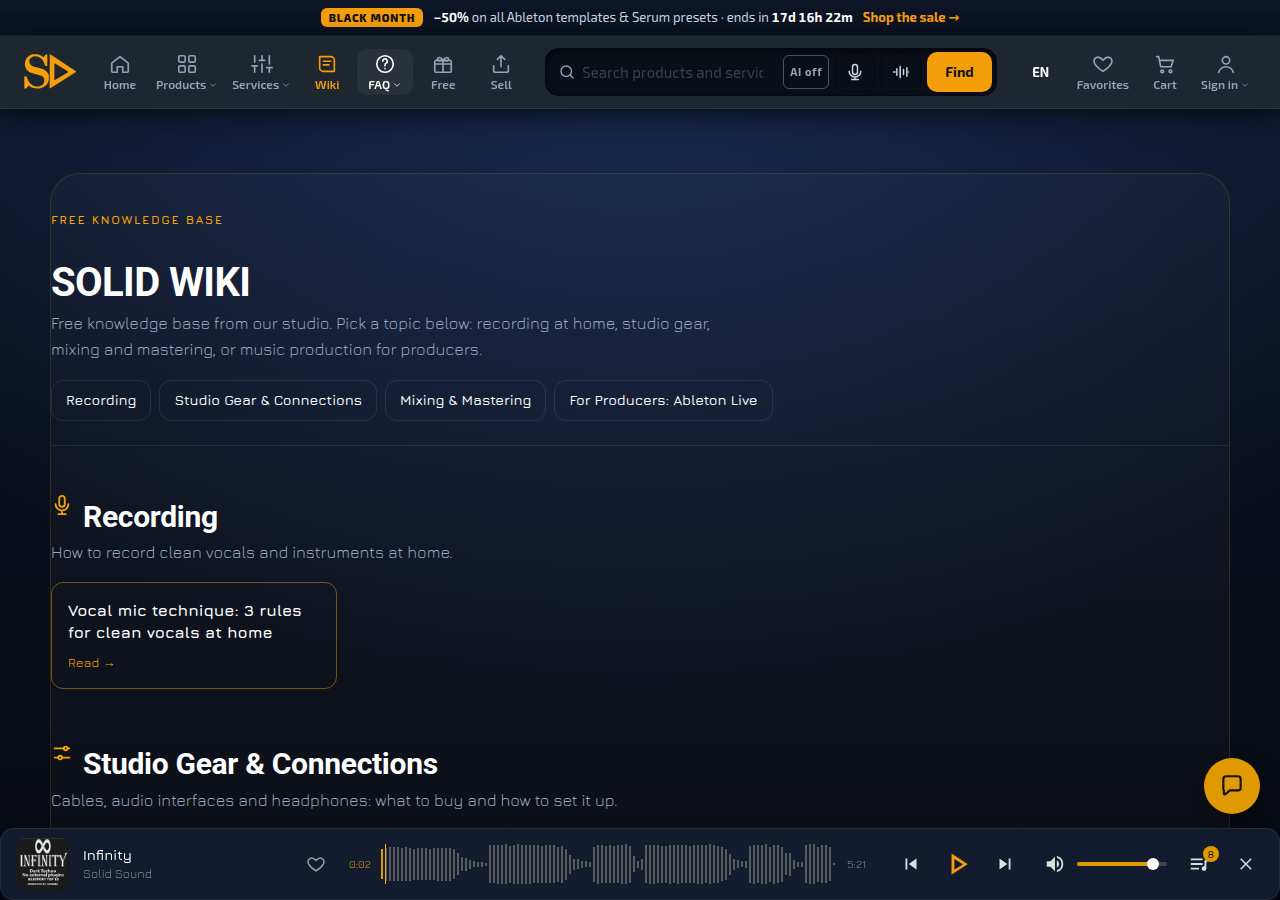 BLACK MONTH −50% on all Ableton templates & Serum presets · ends in 17d 16h 22m Shop the sale →
Home Products Services Wiki FAQ Free Sell
Search products and servic AI off Find EN
Favorites Cart Sign in
FREE KNOWLEDGE BASE
SOLID WIKI
Free knowledge base from our studio. Pick a topic below: recording at home, studio gear,
mixing and mastering, or music production for producers.
Recording Studio Gear & Connections Mixing & Mastering For Producers: Ableton Live
Recording
How to record clean vocals and instruments at home.
Vocal mic technique: 3 rules
for clean vocals at home
Read →
Studio Gear & Connections
Cables, audio interfaces and headphones: what to buy and how to set it up.
INFINITY
Infinity
Solid Sound
0:02 5:21 8